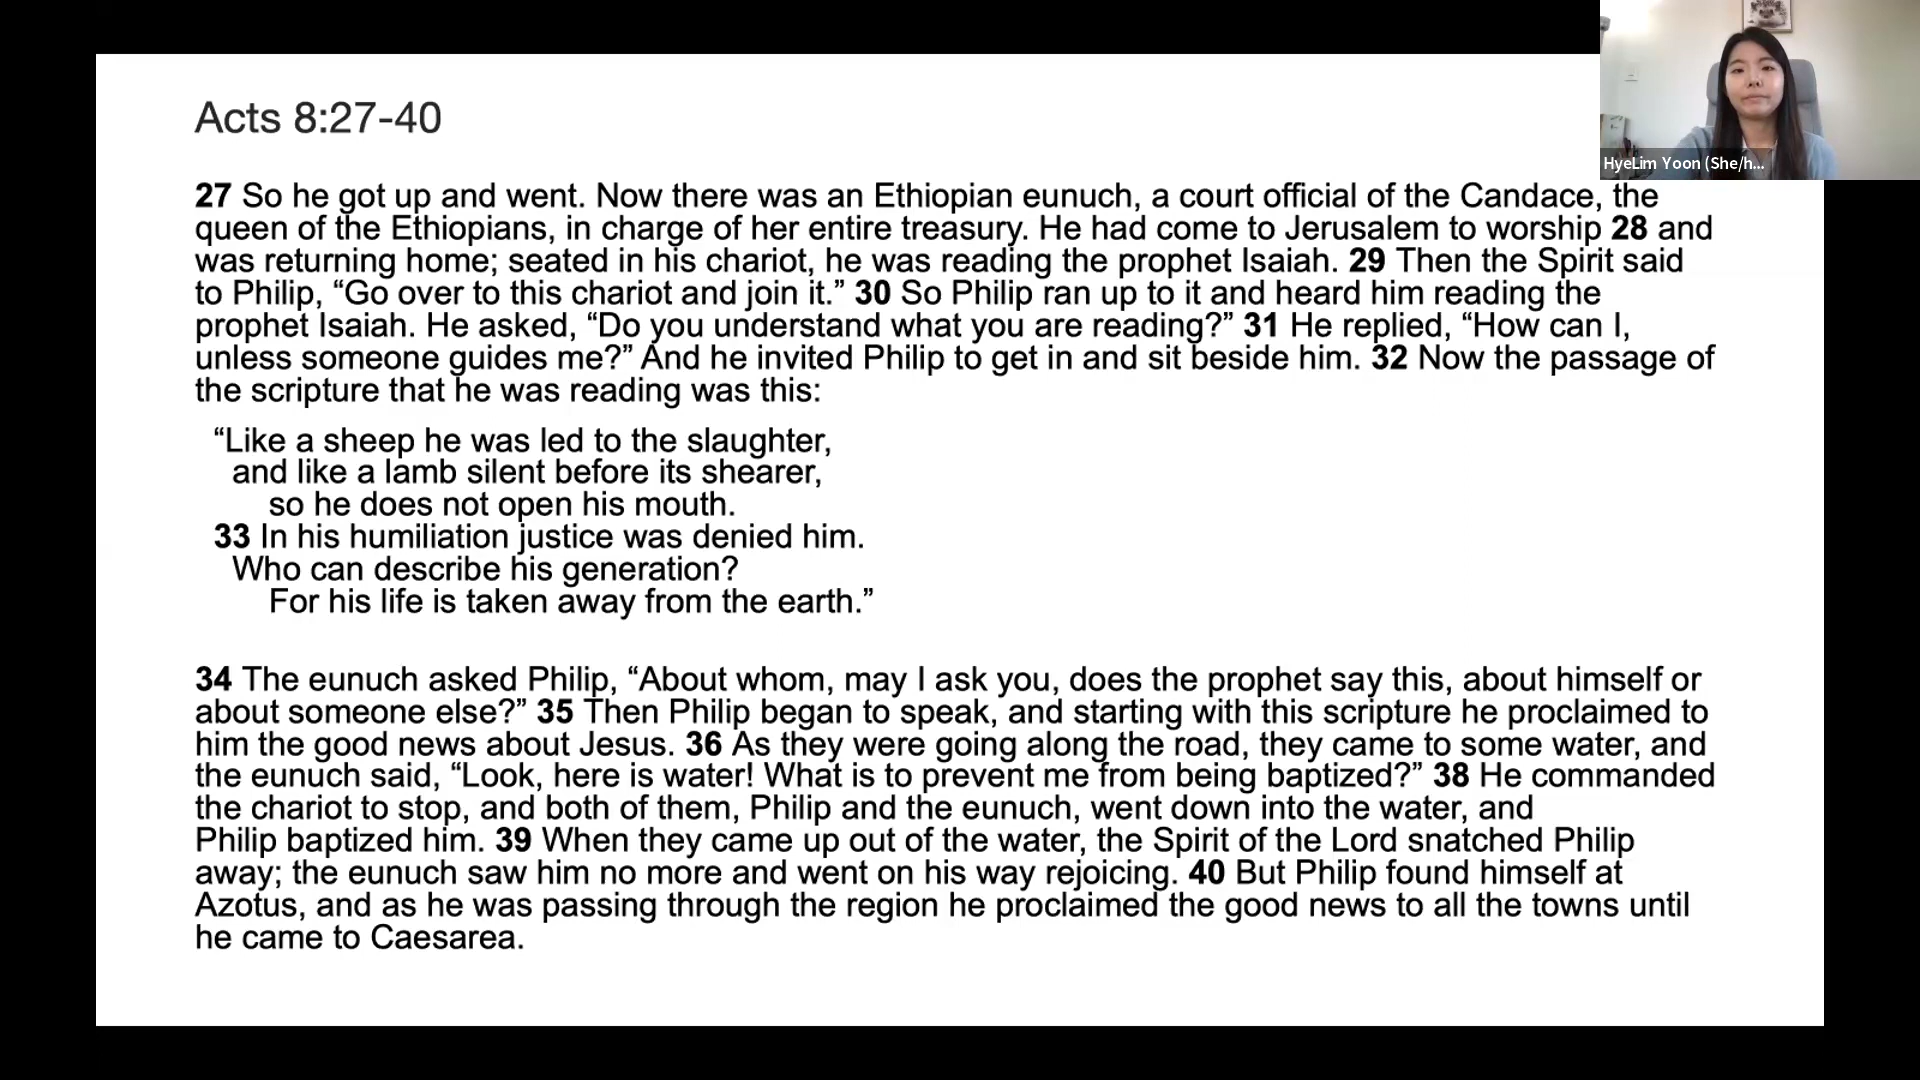 Acts 8:27-40
27 So he got up and went. Now there was an Ethiopian eunuch, a court official of the Candace, the
queen of the Ethiopians, in charge of her entire treasury. He had come to Jerusalem to worship 28 and
was returning home; seated in his chariot, he was reading the prophet Isaiah. 29 Then the Spirit said
to Philip, “Go over to this chariot and join it.” 30 So Philip ran up to it and heard him reading the
prophet Isaiah. He asked, “Do you understand what you are reading?” 31 He replied, “How can I,
unless someone guides me?” And he invited Philip to get in and sit beside him. 32 Now the passage of
the scripture that he was reading was this:
“Like a sheep he was led to the slaughter,
and like a lamb silent before its shearer,
so he does not open his mouth.
33 In his humiliation justice was denied him.
Who can describe his generation?
For his life is taken away from the earth.”
34 The eunuch asked Philip, “About whom, may I ask you, does the prophet say this, about himself or
about someone else?” 35 Then Philip began to speak, and starting with this scripture he proclaimed to
him the good news about Jesus. 36 As they were going along the road, they came to some water, and
the eunuch said, “Look, here is water! What is to prevent me from being baptized?” 38 He commanded
the chariot to stop, and both of them, Philip and the eunuch, went down into the water, and
Philip baptized him. 39 When they came up out of the water, the Spirit of the Lord snatched Philip
away; the eunuch saw him no more and went on his way rejoicing. 40 But Philip found himself at
Azotus, and as he was passing through the region he proclaimed the good news to all the towns until
he came to Caesarea.
HyeLim Yoon (She/h...